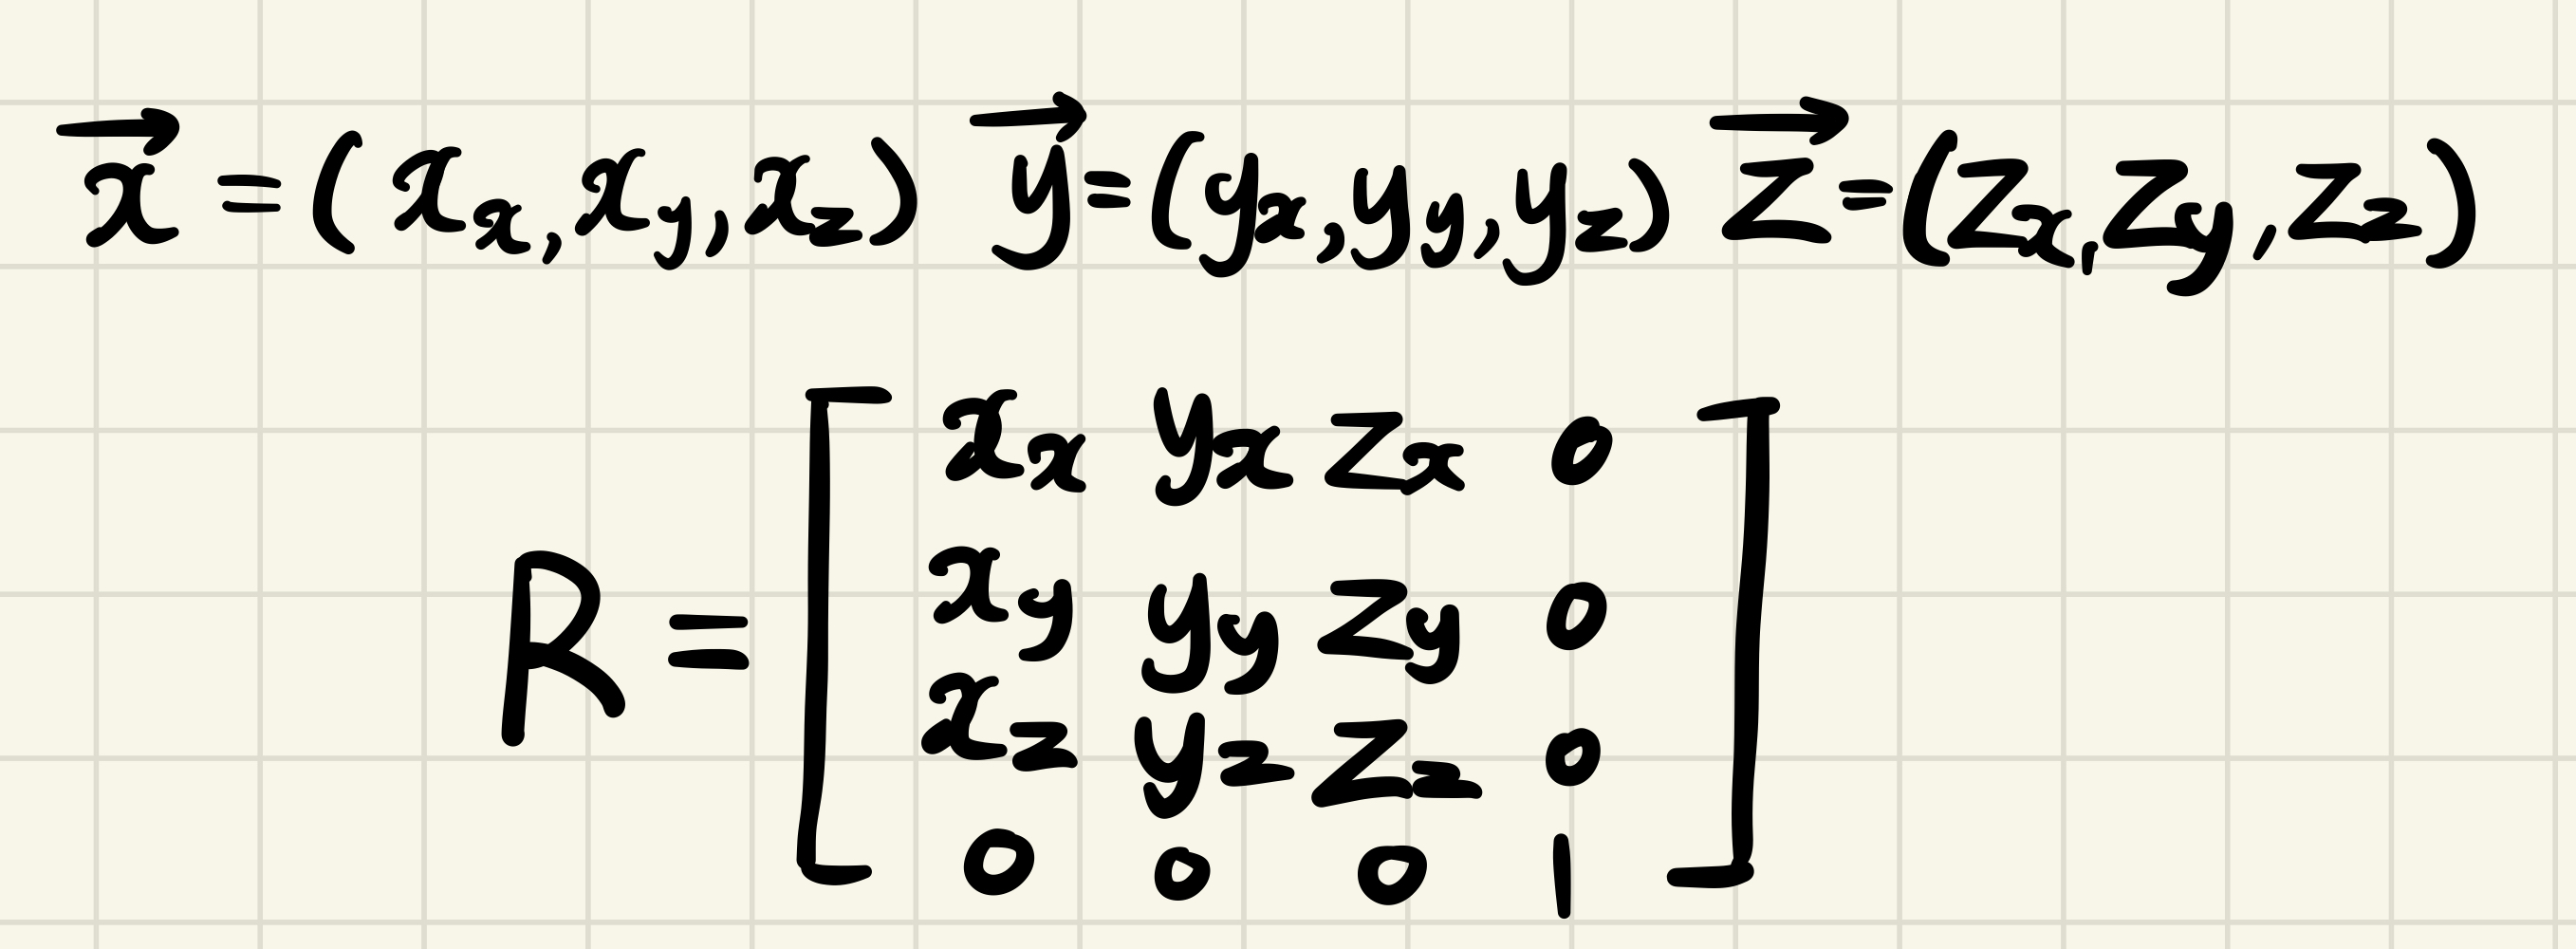 $\vec{x} = (x_x, x_y, x_z)$ $\vec{y} = (y_x, y_y, y_z)$ $\vec{z} = (z_x, z_y, z_z)$
$R = \begin{bmatrix} x_x & y_x & z_x & 0 \\ x_y & y_y & z_y & 0 \\ x_z & y_z & z_z & 0 \\ 0 & 0 & 0 & 1 \end{bmatrix}$